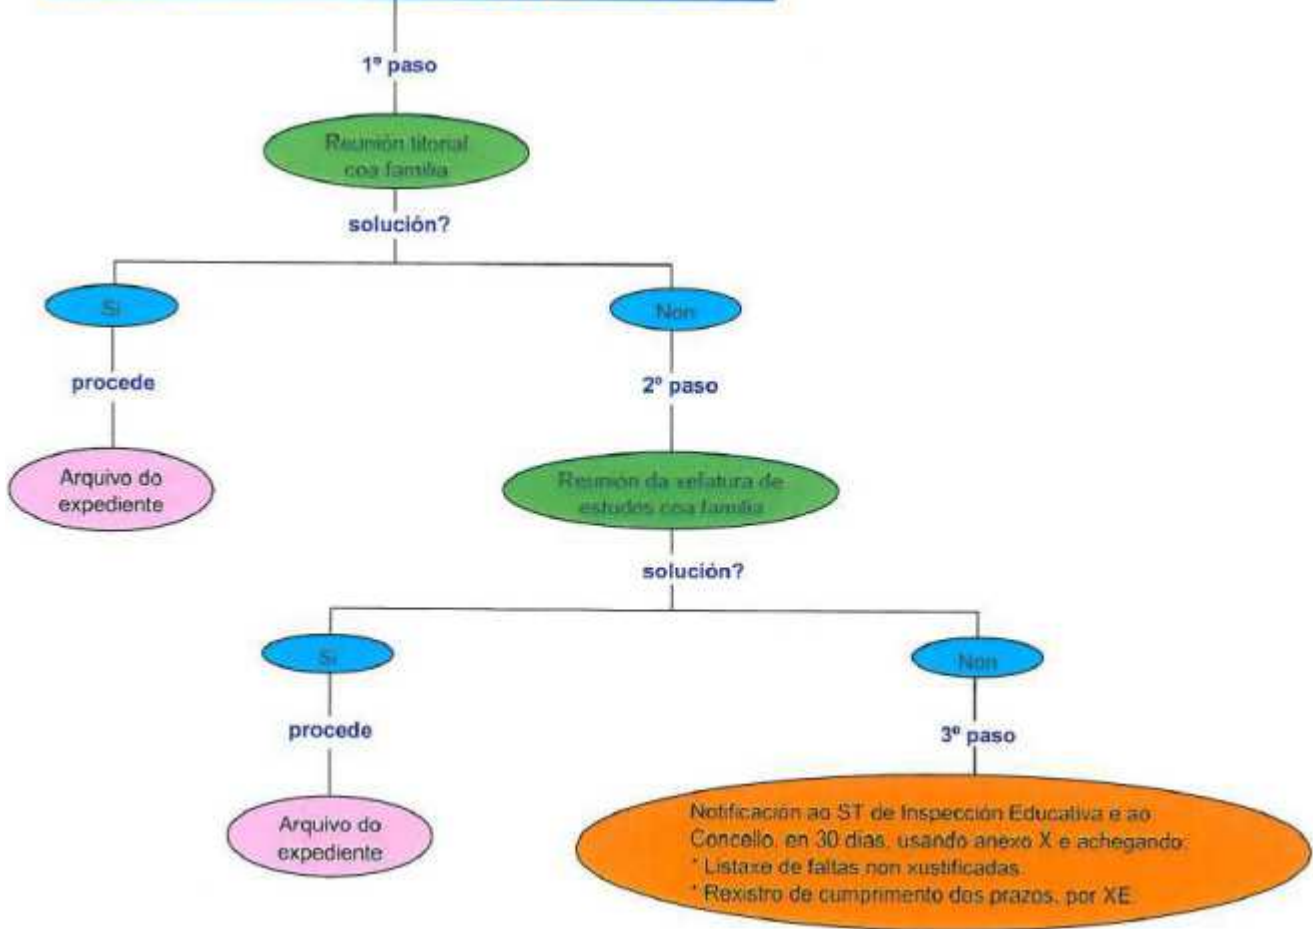 1º paso
Reunión titorial
coa familia
solución?
Si
Non
procede
2º paso
Arquivo do
expediente
Reunión da xefatura de
estudos coa familia
solución?
Si
Non
procede
3º paso
Arquivo do
expediente
Notificación ao ST de Inspección Educativa e ao
Concello, en 30 días, usando anexo X e achegando:
* Listaxe de faltas non xustificadas.
* Rexistro de cumprimento dos prazos, por XE.